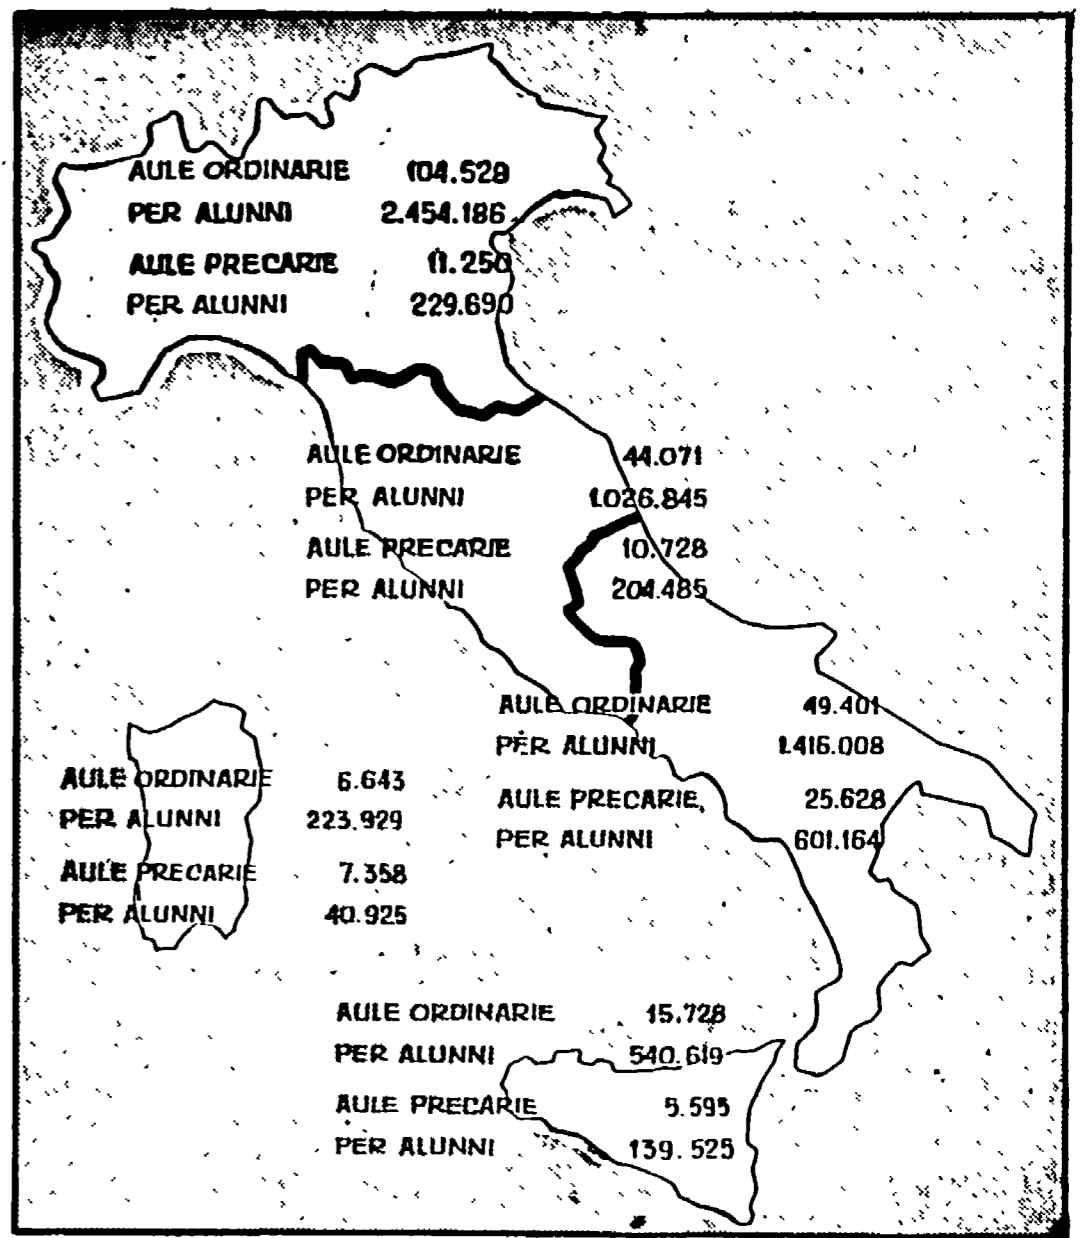 AULE ORDINARIE 104.528
PER ALUNNI 2.454.186
AULE PRECARIE 11.250
PER ALUNNI 229.690
AULE ORDINARIE 44.071
PER ALUNNI 1.026.845
AULE PRECARIE 10.728
PER ALUNNI 204.485
AULE ORDINARIE 49.401
PER ALUNNI 1.416.008
AULE PRECARIE 25.628
PER ALUNNI 601.164
AULE ORDINARIE 6.643
PER ALUNNI 223.929
AULE PRECARIE 7.358
PER ALUNNI 40.925
AULE ORDINARIE 15.728
PER ALUNNI 540.619
AULE PRECARIE 5.595
PER ALUNNI 139.525